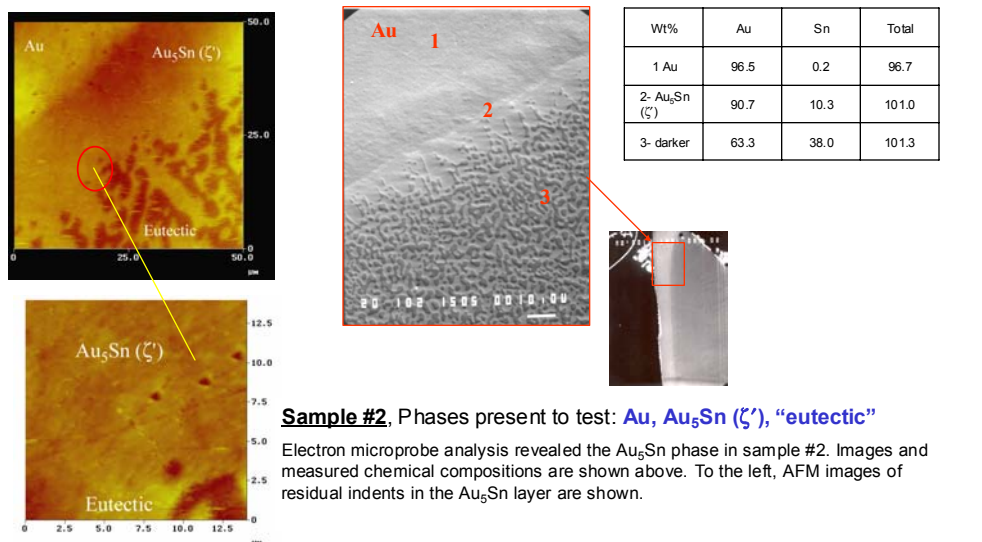 Au
Au₅Sn (ζ′)
Eutectic
50.0
25.0
0
0
25.0
50.0
μm
Au₅Sn (ζ′)
Eutectic
12.5
10.0
7.5
5.0
2.5
0
0
2.5
5.0
7.5
10.0
12.5
Au
1
2
3
Wt% Au Sn Total
1 Au 96.5 0.2 96.7
2- Au₅Sn (ζ′) 90.7 10.3 101.0
3- darker 63.3 38.0 101.3
Sample #2, Phases present to test: Au, Au₅Sn (ζ′), “eutectic”
Electron microprobe analysis revealed the Au₅Sn phase in sample #2. Images and
measured chemical compositions are shown above. To the left, AFM images of
residual indents in the Au₅Sn layer are shown.